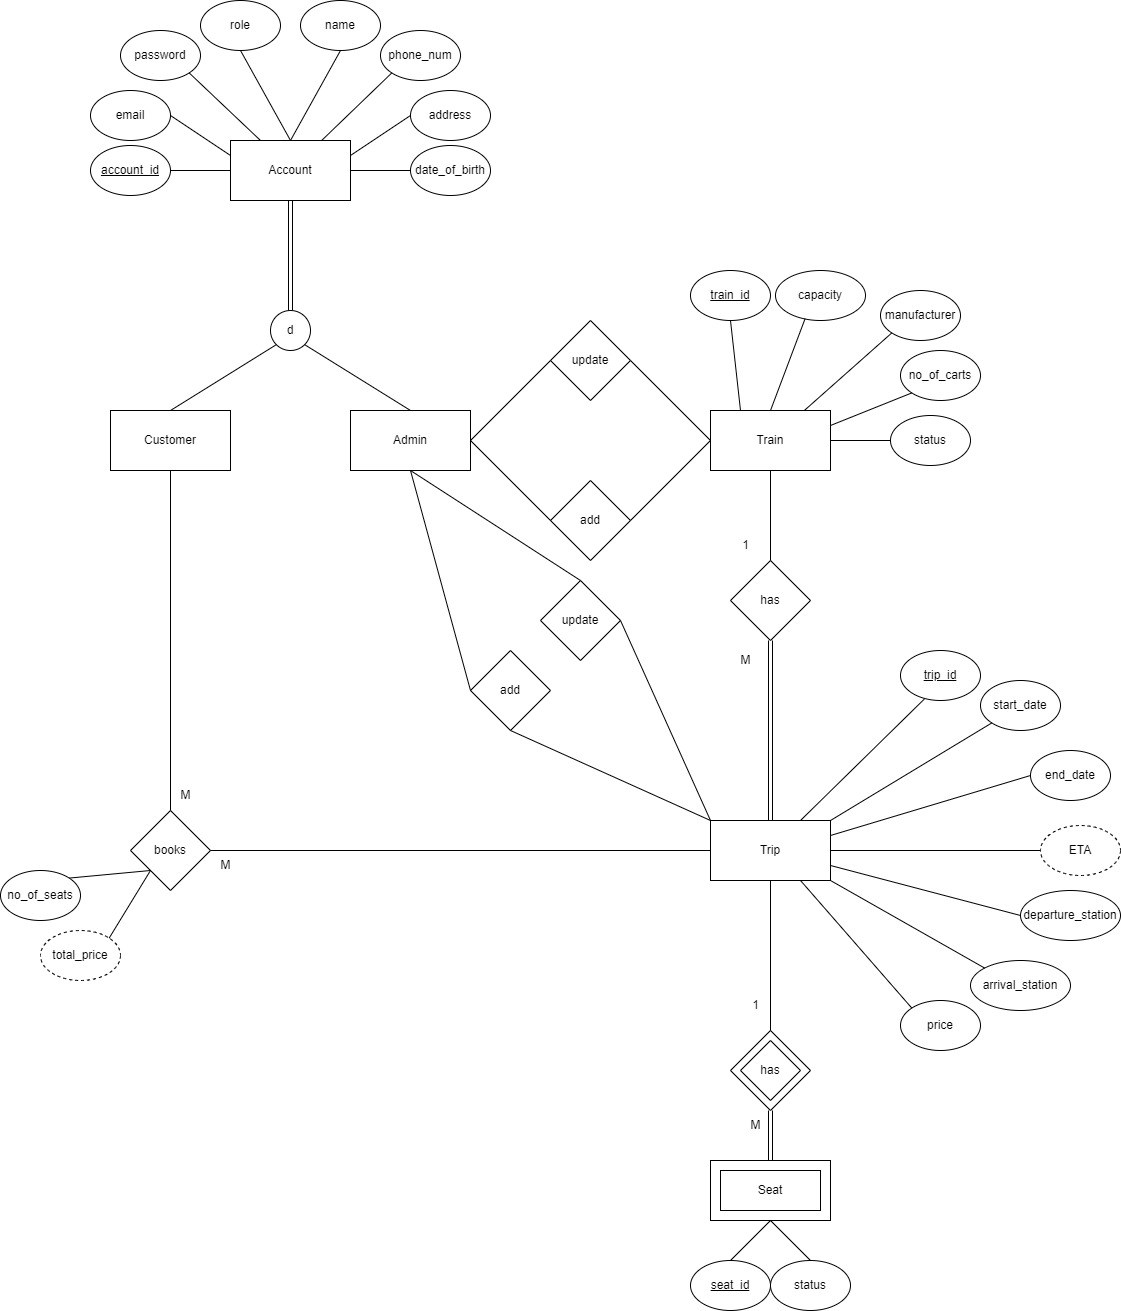 role
name
password
phone_num
email
address
account_id
Account
date_of_birth
train_id
capacity
manufacturer
d
update
no_of_carts
Customer
Admin
Train
status
add
1
has
update
M
trip_id
add
start_date
end_date
M
books
Trip
ETA
M
no_of_seats
departure_station
total_price
arrival_station
1
price
has
M
Seat
seat_id
status